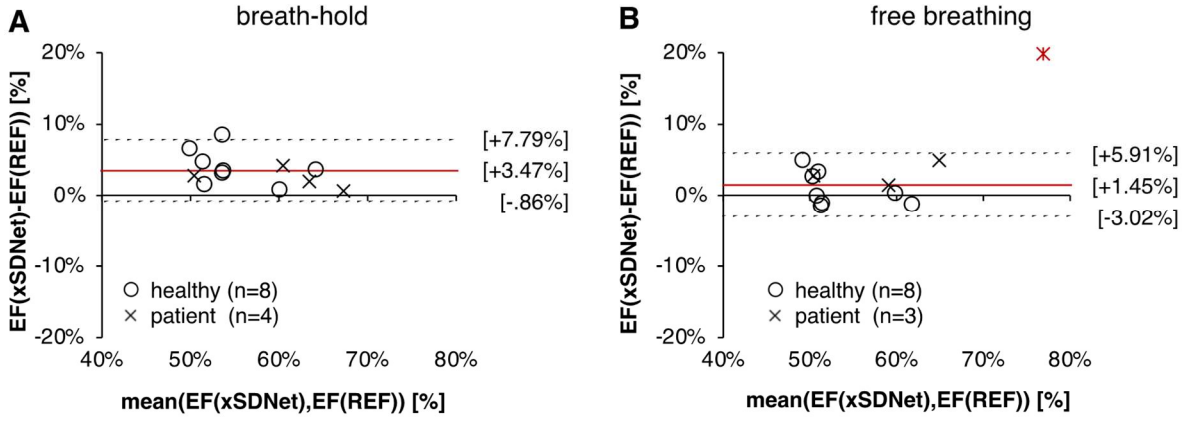 A
breath-hold
EF(xSDNet)-EF(REF)) [%]
20%
10%
0%
-10%
-20%
[+7.79%]
[+3.47%]
[-.86%]
healthy (n=8)
patient (n=4)
40% 50% 60% 70% 80%
mean(EF(xSDNet),EF(REF)) [%]
B
free breathing
EF(xSDNet)-EF(REF)) [%]
20%
10%
0%
-10%
-20%
[+5.91%]
[+1.45%]
[-3.02%]
healthy (n=8)
patient (n=3)
40% 50% 60% 70% 80%
mean(EF(xSDNet),EF(REF)) [%]